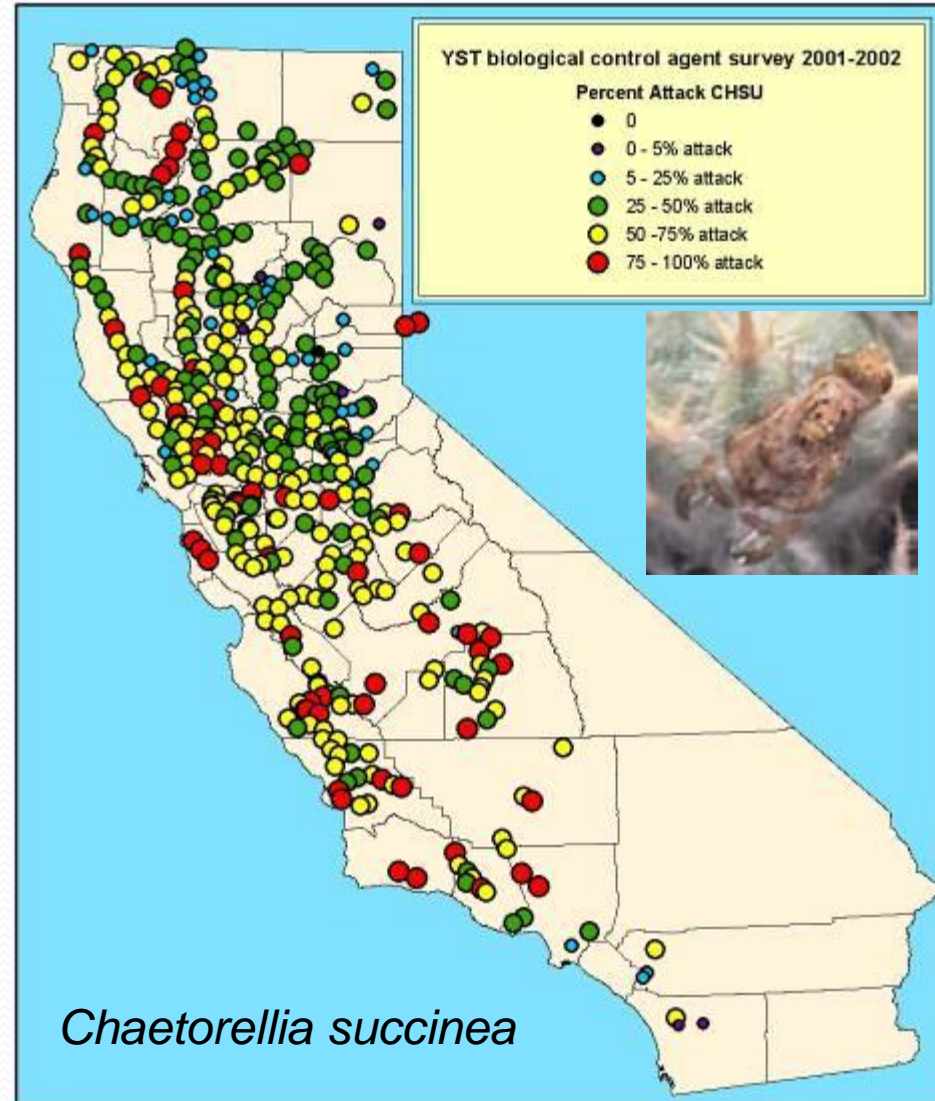 YST biological control agent survey 2001-2002
Percent Attack CHSU
0
0 - 5% attack
5 - 25% attack
25 - 50% attack
50 -75% attack
75 - 100% attack
Chaetorellia succinea